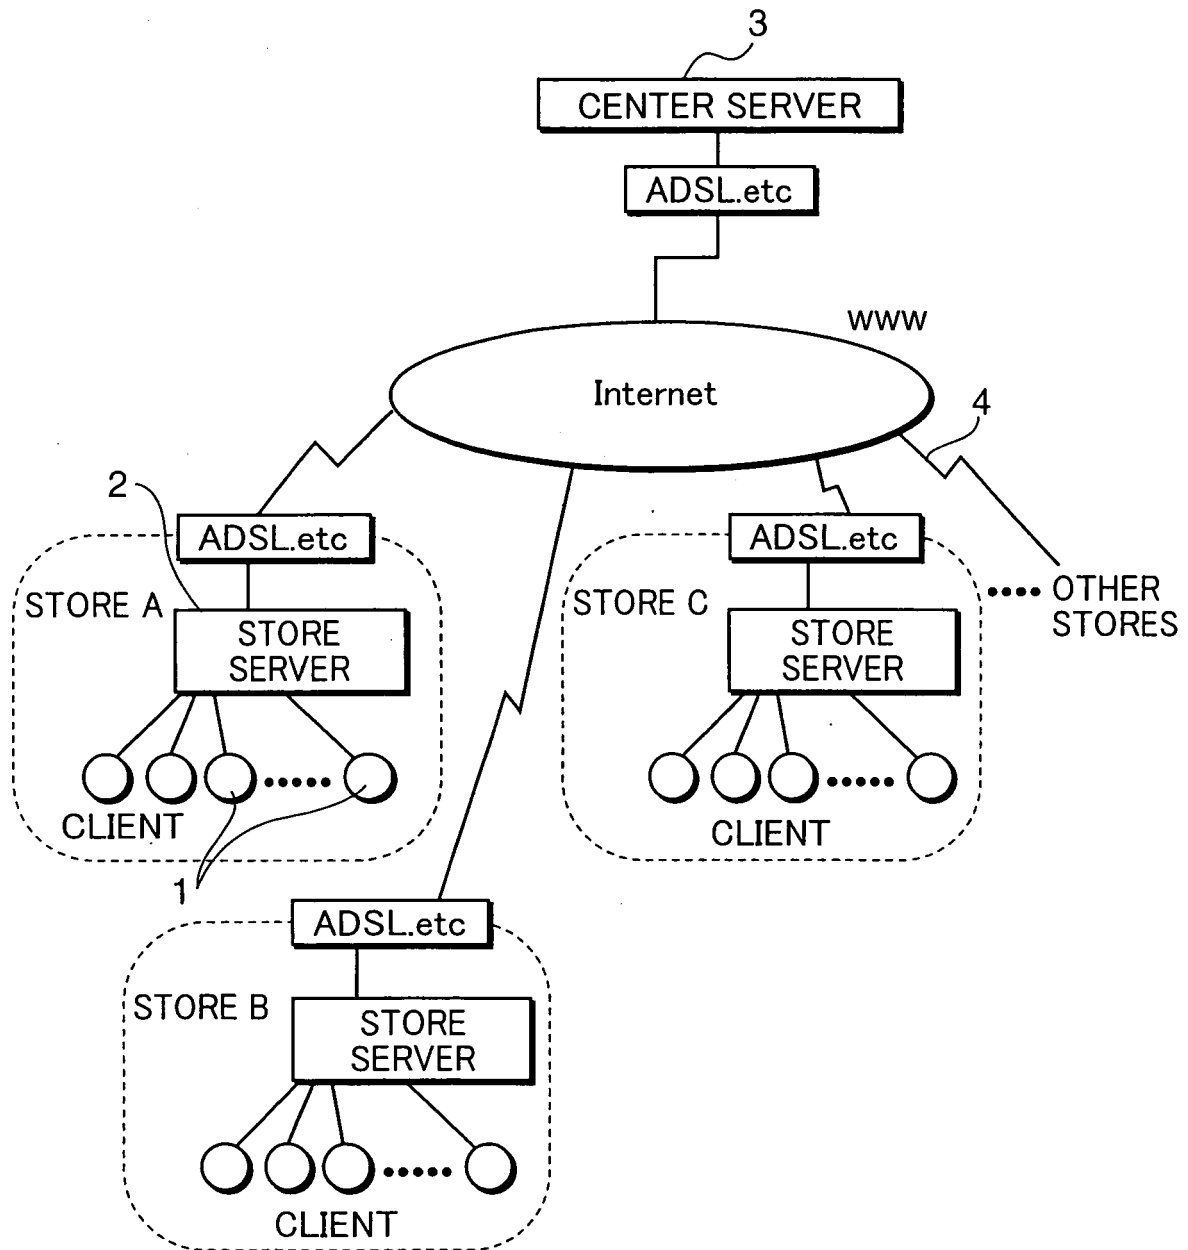 3
CENTER SERVER
ADSL.etc
WWW
Internet
4
2
ADSL.etc
ADSL.etc
STORE A
STORE
SERVER
STORE C
STORE
SERVER
•••• OTHER
STORES
•••••
•••••
CLIENT
CLIENT
1
ADSL.etc
STORE B
STORE
SERVER
•••••
CLIENT